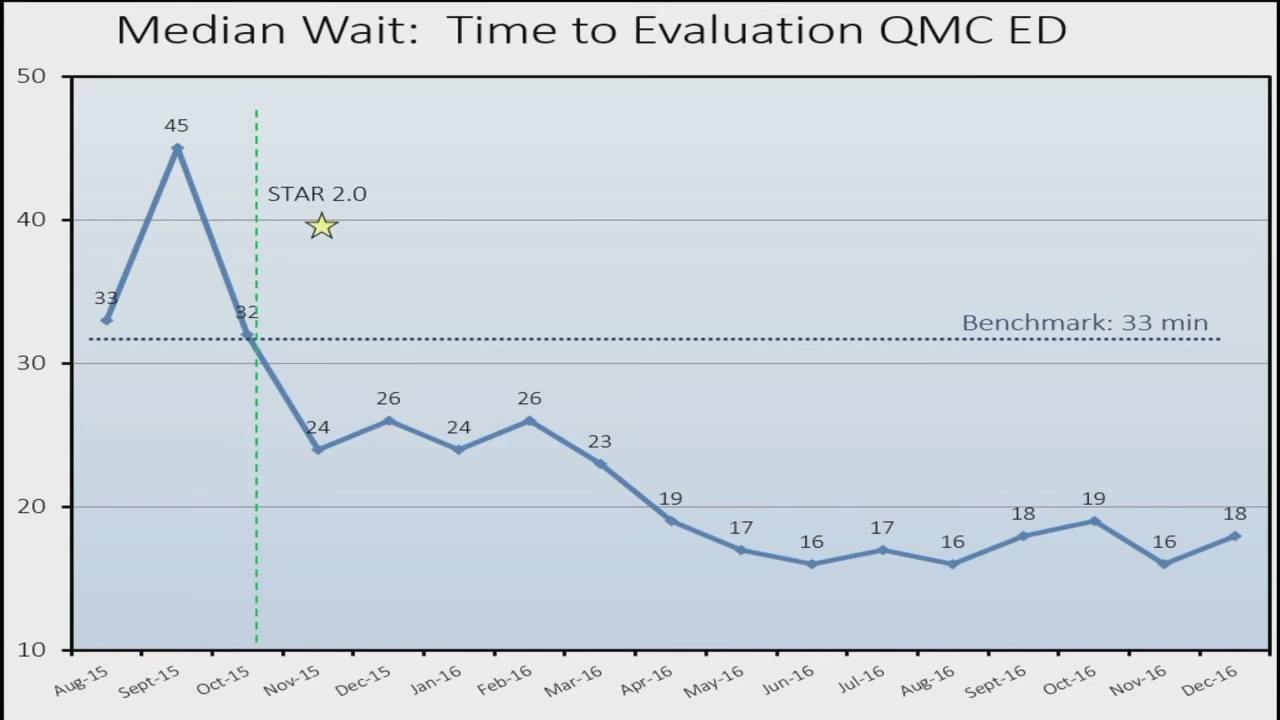 Median Wait: Time to Evaluation QMC ED
50
45
STAR 2.0
40
33
32
Benchmark: 33 min
30
24
26
24
26
23
20
19
17
16
17
16
18
19
16
18
10
Aug-15
Sept-15
Oct-15
Nov-15
Dec-15
Jan-16
Feb-16
Mar-16
Apr-16
May-16
Jun-16
Jul-16
Aug-16
Sept-16
Oct-16
Nov-16
Dec-16